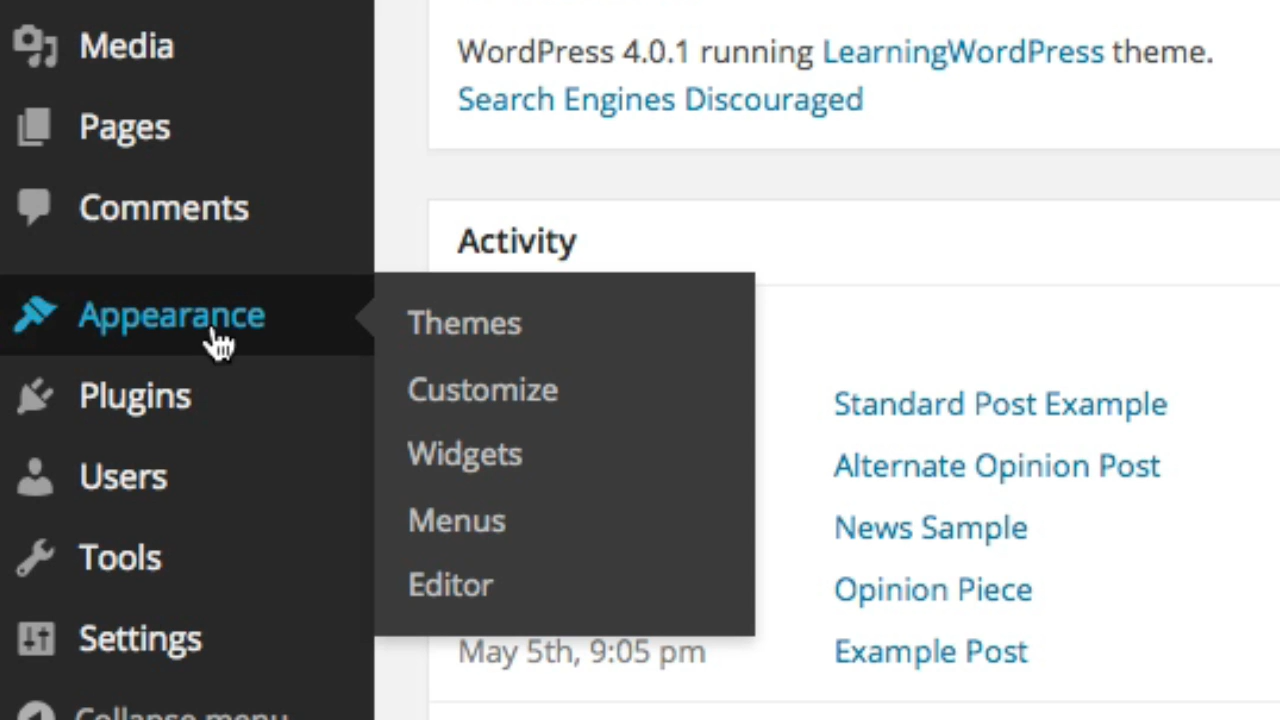 Media
Pages
Comments
Appearance
Plugins
Users
Tools
Settings
Collapse menu
Themes
Customize
Widgets
Menus
Editor
WordPress 4.0.1 running LearningWordPress theme.
Search Engines Discouraged
Activity
Standard Post Example
Alternate Opinion Post
News Sample
Opinion Piece
May 5th, 9:05 pm Example Post